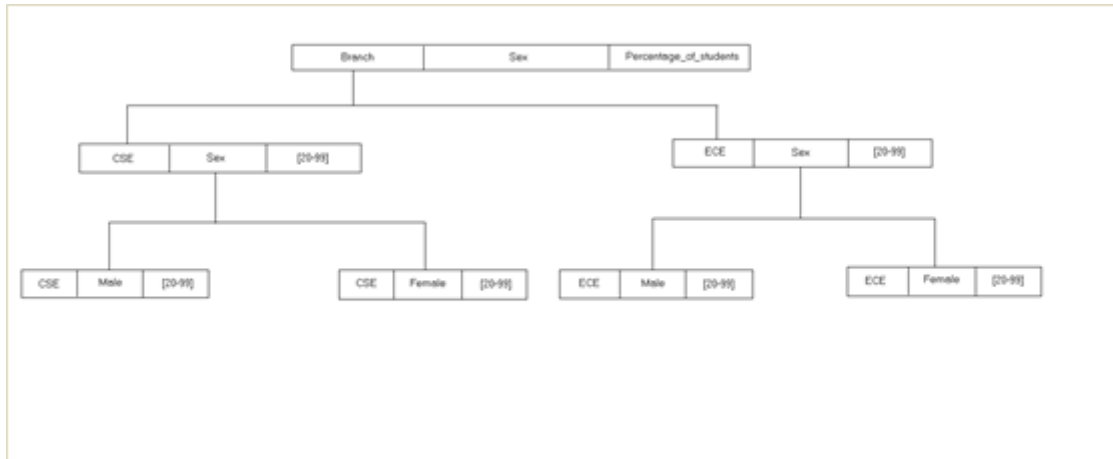 Branch Sex Percentage_of_students
CSE Sex [20-99]
ECE Sex [20-99]
CSE Male [20-99]
CSE Female [20-99]
ECE Male [20-99]
ECE Female [20-99]